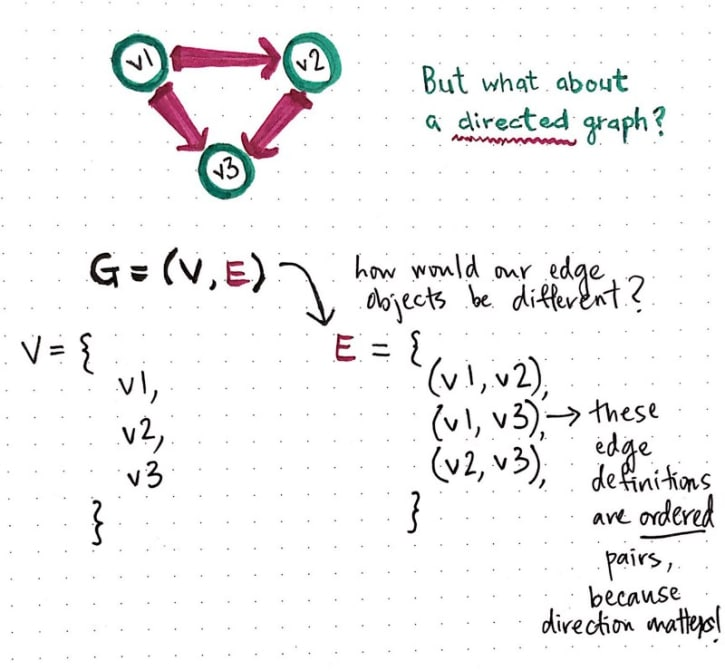 v1
v2
v3
But what about
a directed graph?
G = (V, E)
how would our edge
objects be different?
V = {
v1,
v2,
v3
}
E = {
(v1, v2),
(v1, v3),
(v2, v3),
}
→ these
edge
definitions
are ordered
pairs,
because
direction matters!